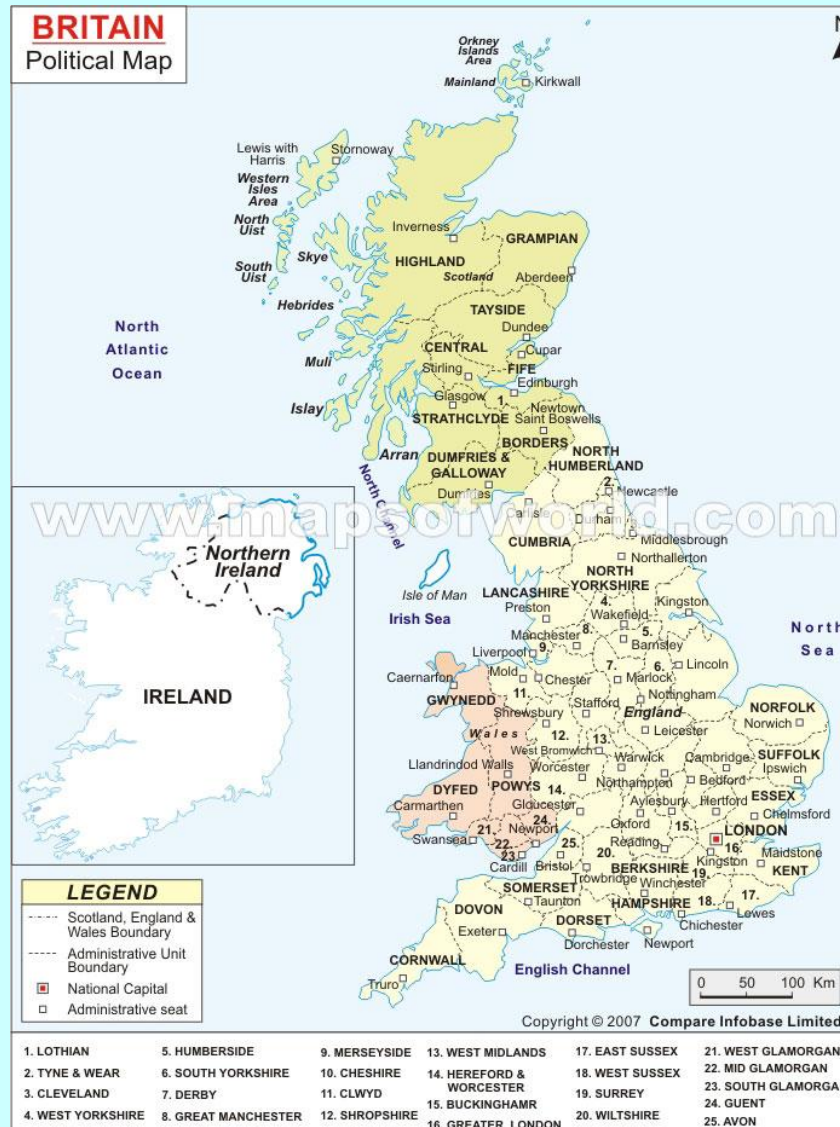 BRITAIN
Political Map
N
Orkney
Islands
Area
Mainland
Kirkwall
Lewis with
Harris
Stornoway
Western
Isles
Area
North
Uist
South
Uist
Skye
Hebrides
Muli
Islay
Arran
Inverness
HIGHLAND
GRAMPIAN
Scotland
Aberdeen
TAYSIDE
Dundee
CENTRAL
Cupar
Stirling
FIFE
Edinburgh
Glasgow
1.
Newtown
STRATHCLYDE
Saint Boswells
BORDERS
DUMFRIES &
GALLOWAY
Dumfries
North
Atlantic
Ocean
North Channel
NORTH
HUMBERLAND
2.
Newcastle
www.mapsofworld.com
Carlisle
Durham
CUMBRIA
Middlesbrough
Northallerton
NORTH
YORKSHIRE
Isle of Man
Irish Sea
LANCASHIRE
Preston
4.
Wakefield
Kingston
Manchester
8.
5.
Barnsley
Liverpool
9.
7.
6.
Lincoln
North
Sea
Northern
Ireland
IRELAND
Caernarfon
Mold
Chester
Marlock
11.
GWYNEDD
Nottingham
Shrewsbury
Stafford
England
Leicester
NORFOLK
Norwich
Wales
12.
13.
West Bromwich
Warwick
Cambridge
SUFFOLK
Ipswich
Llandrindod Walls
Worcester
Northampton
Bedford
DYFED
POWYS
14.
Aylesbury
Hertford
ESSEX
Chelmsford
Carmarthen
Gloucester
24.
Oxford
15.
LONDON
Swansea
21.
Newport
25.
Reading
16.
22.
20.
Kingston
Maidstone
23
Cardill
Bristol
BERKSHIRE
19.
KENT
Trowbridge
Winchester
SOMERSET
HAMPSHIRE
18.
17.
Taunton
Lewes
DOVON
DORSET
Chichester
Exeter
Dorchester
Newport
CORNWALL
English Channel
Truro
LEGEND
Scotland, England &
Wales Boundary
Administrative Unit
Boundary
National Capital
Administrative seat
0 50 100 Km
Copyright © 2007 Compare Infobase Limited
1. LOTHIAN
2. TYNE & WEAR
3. CLEVELAND
4. WEST YORKSHIRE
5. HUMBERSIDE
6. SOUTH YORKSHIRE
7. DERBY
8. GREAT MANCHESTER
9. MERSEYSIDE
10. CHESHIRE
11. CLWYD
12. SHROPSHIRE
13. WEST MIDLANDS
14. HEREFORD &
WORCESTER
15. BUCKINGHAMR
16. GREATER LONDON
17. EAST SUSSEX
18. WEST SUSSEX
19. SURREY
20. WILTSHIRE
21. WEST GLAMORGAN
22. MID GLAMORGAN
23. SOUTH GLAMORGA
24. GUENT
25. AVON